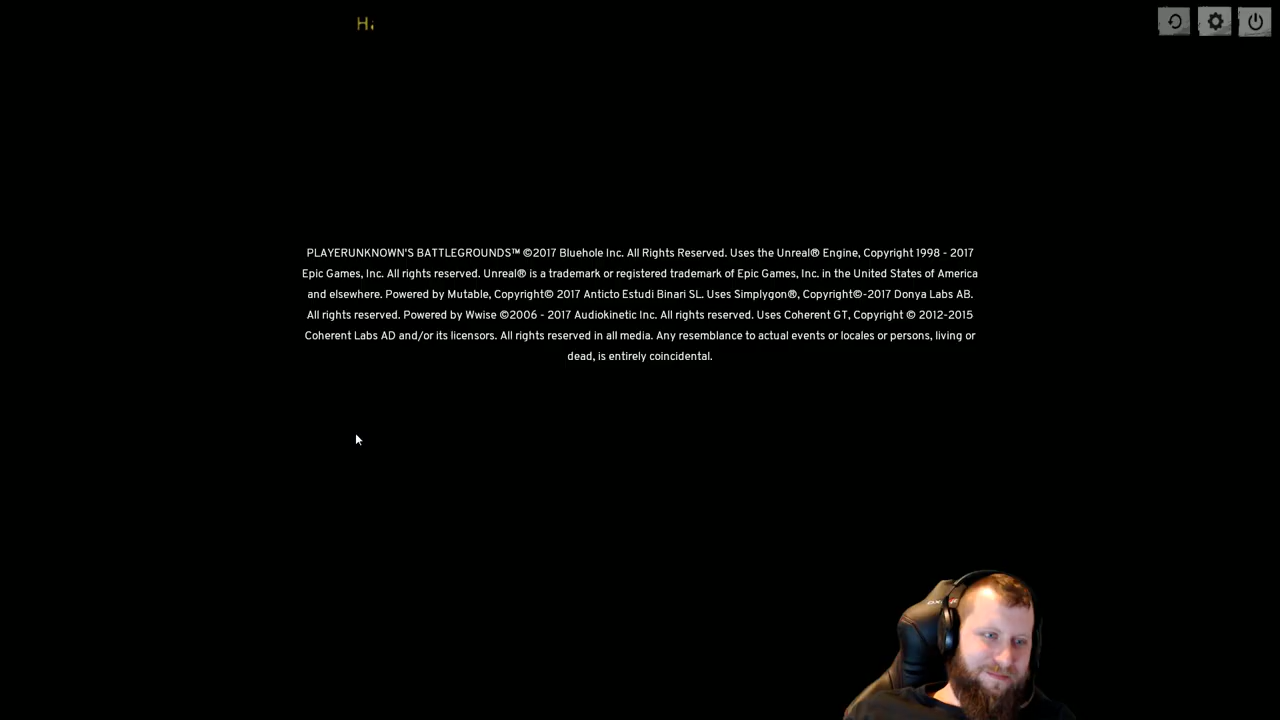 Hi
PLAYERUNKNOWN'S BATTLEGROUNDS™ ©2017 Bluehole Inc. All Rights Reserved. Uses the Unreal® Engine, Copyright 1998 - 2017
Epic Games, Inc. All rights reserved. Unreal® is a trademark or registered trademark of Epic Games, Inc. in the United States of America
and elsewhere. Powered by Mutable, Copyright© 2017 Anticto Estudi Binari SL. Uses Simplygon®, Copyright©-2017 Donya Labs AB.
All rights reserved. Powered by Wwise ©2006 - 2017 Audiokinetic Inc. All rights reserved. Uses Coherent GT, Copyright © 2012-2015
Coherent Labs AD and/or its licensors. All rights reserved in all media. Any resemblance to actual events or locales or persons, living or
dead, is entirely coincidental.